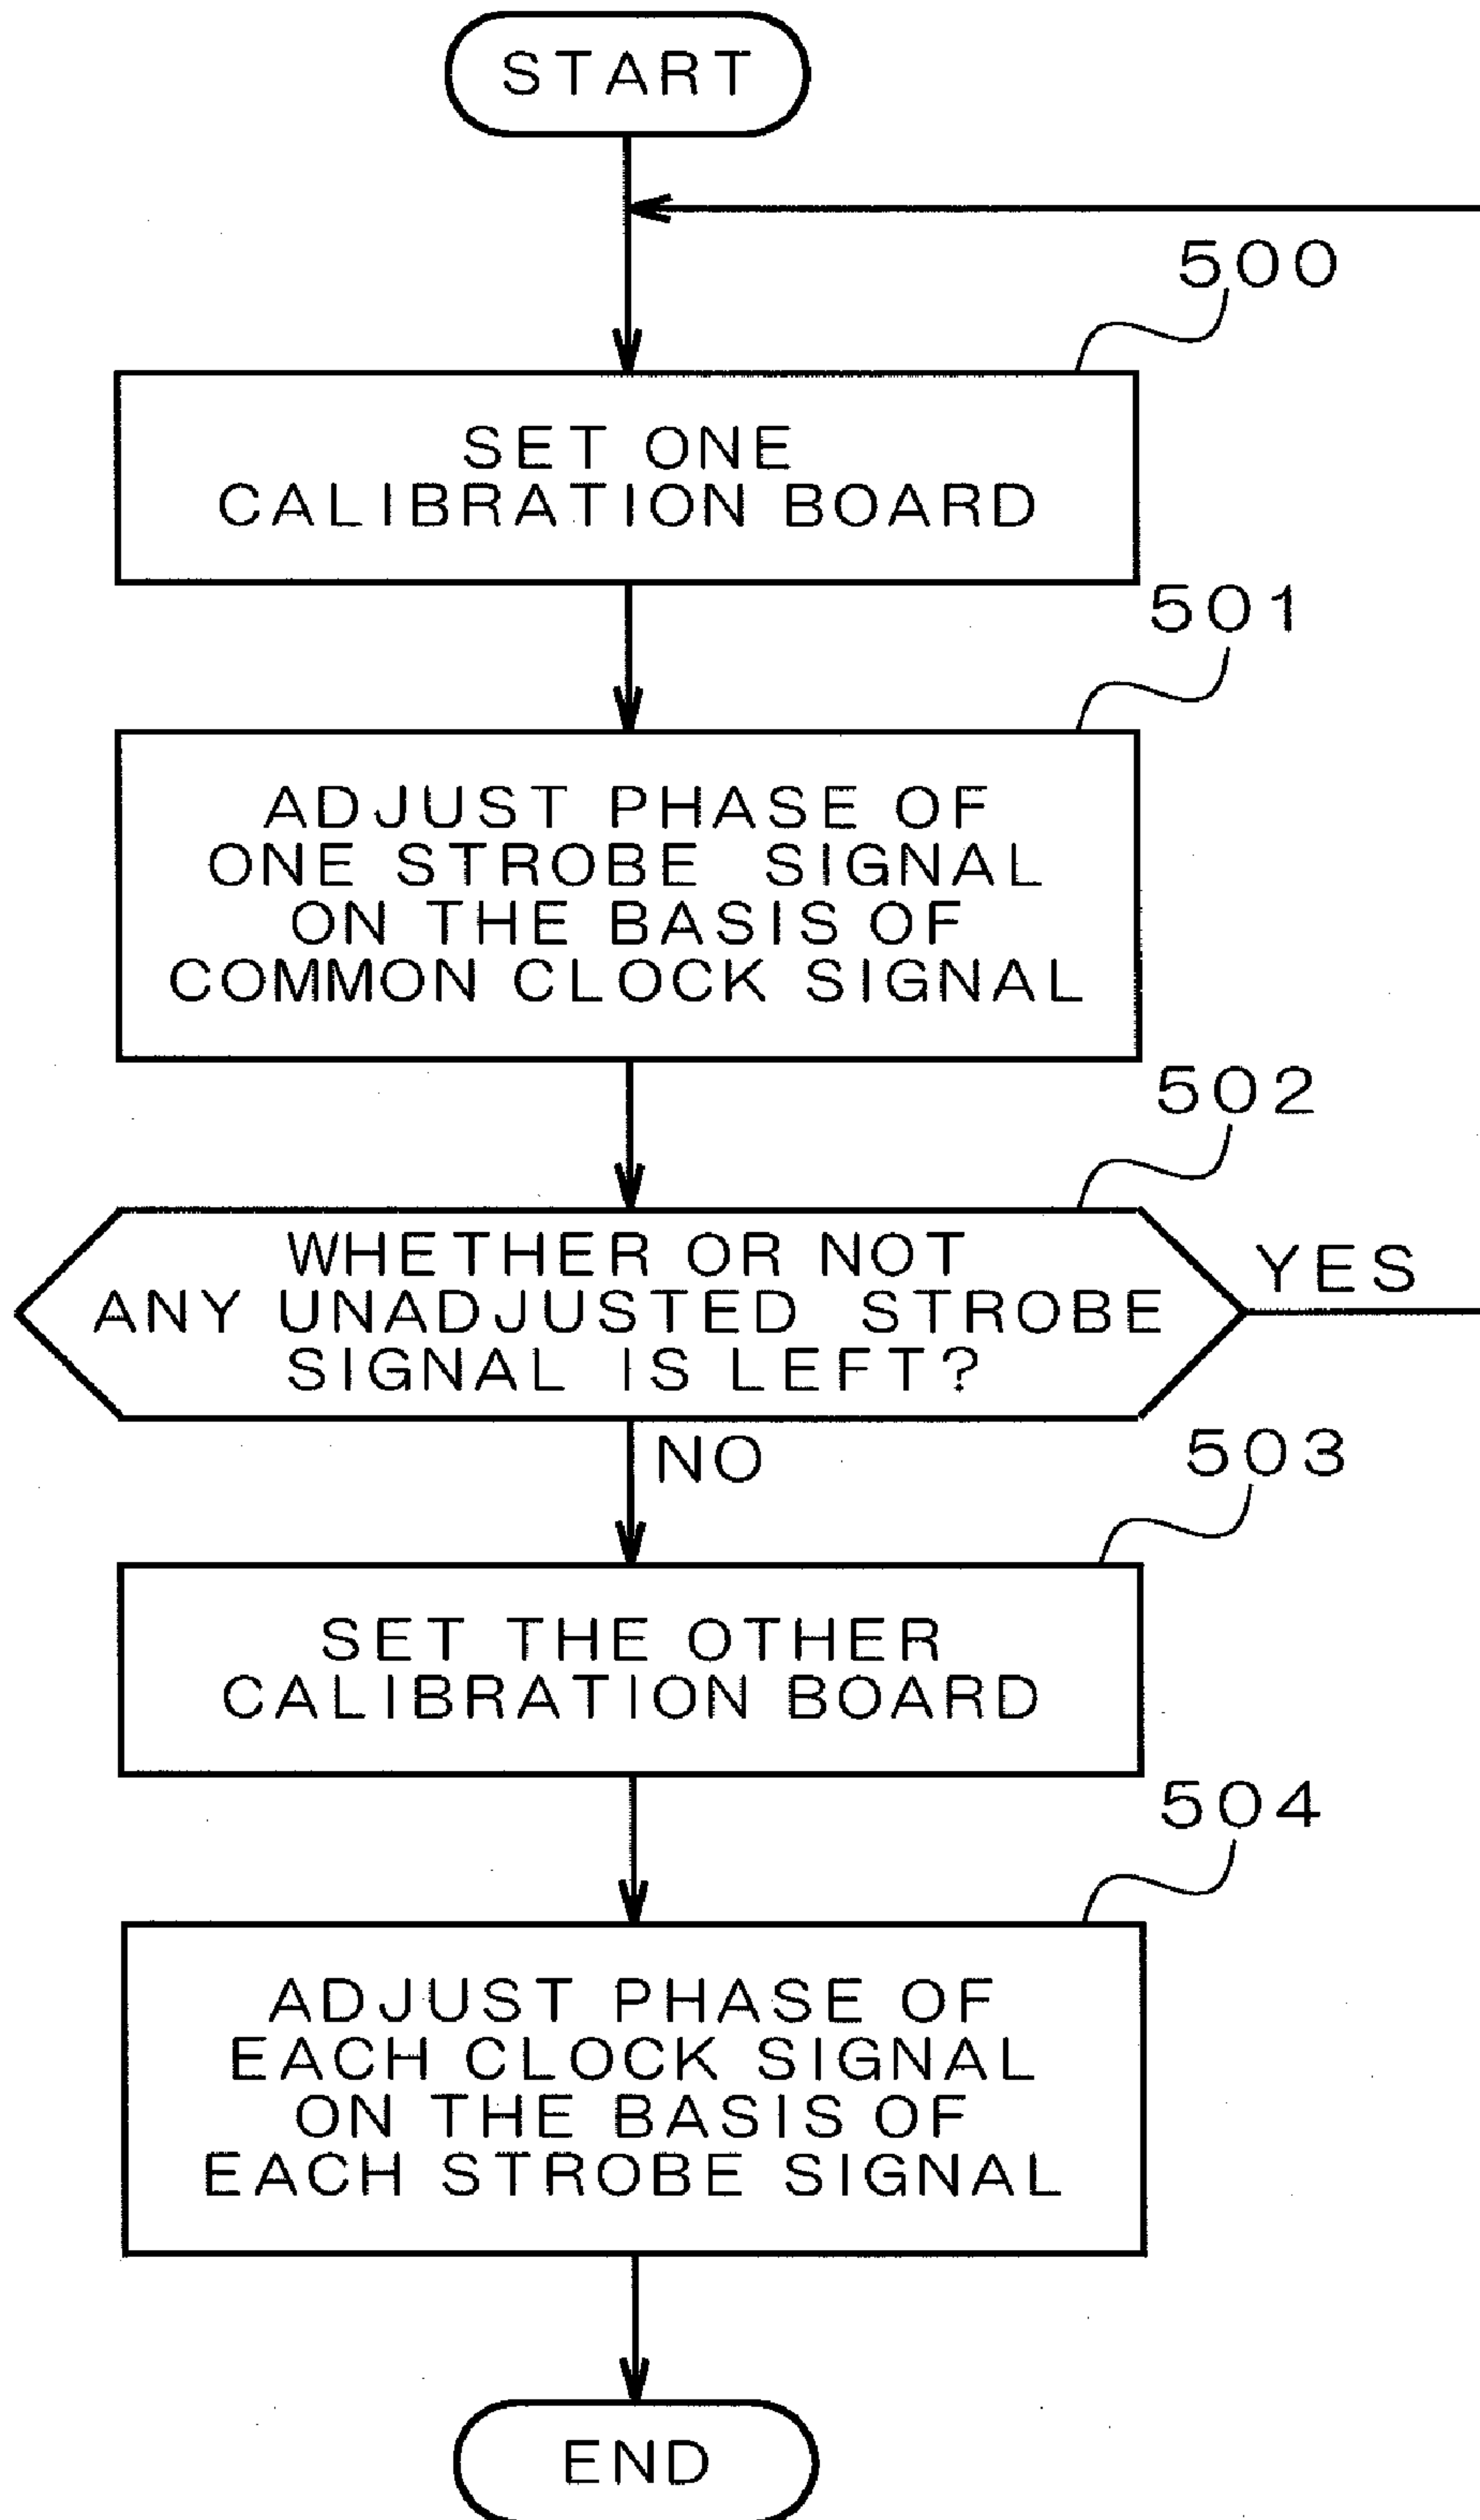 START
500
SET ONE
CALIBRATION BOARD
501
ADJUST PHASE OF
ONE STROBE SIGNAL
ON THE BASIS OF
COMMON CLOCK SIGNAL
502
WHETHER OR NOT
ANY UNADJUSTED STROBE
SIGNAL IS LEFT?
YES
NO
503
SET THE OTHER
CALIBRATION BOARD
504
ADJUST PHASE OF
EACH CLOCK SIGNAL
ON THE BASIS OF
EACH STROBE SIGNAL
END